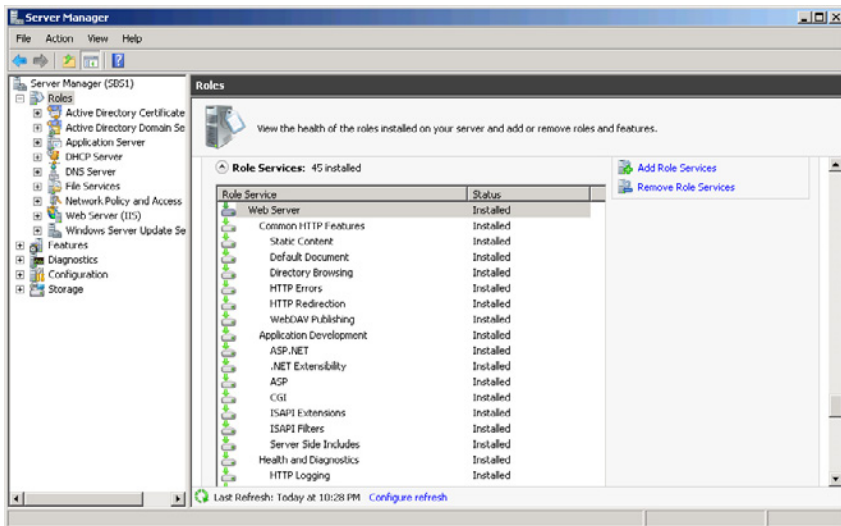 Server Manager
File Action View Help
Server Manager (SBS1)
Roles
Active Directory Certificate
Active Directory Domain Se
Application Server
DHCP Server
DNS Server
File Services
Network Policy and Access
Web Server (IIS)
Windows Server Update Se
Features
Diagnostics
Configuration
Storage
Roles
View the health of the roles installed on your server and add or remove roles and features.
Role Services: 45 installed
Add Role Services
Remove Role Services
Role Service Status
Web Server Installed
Common HTTP Features Installed
Static Content Installed
Default Document Installed
Directory Browsing Installed
HTTP Errors Installed
HTTP Redirection Installed
WebDAV Publishing Installed
Application Development Installed
ASP.NET Installed
.NET Extensibility Installed
ASP Installed
CGI Installed
ISAPI Extensions Installed
ISAPI Filters Installed
Server Side Includes Installed
Health and Diagnostics Installed
HTTP Logging Installed
Last Refresh: Today at 10:28 PM Configure refresh